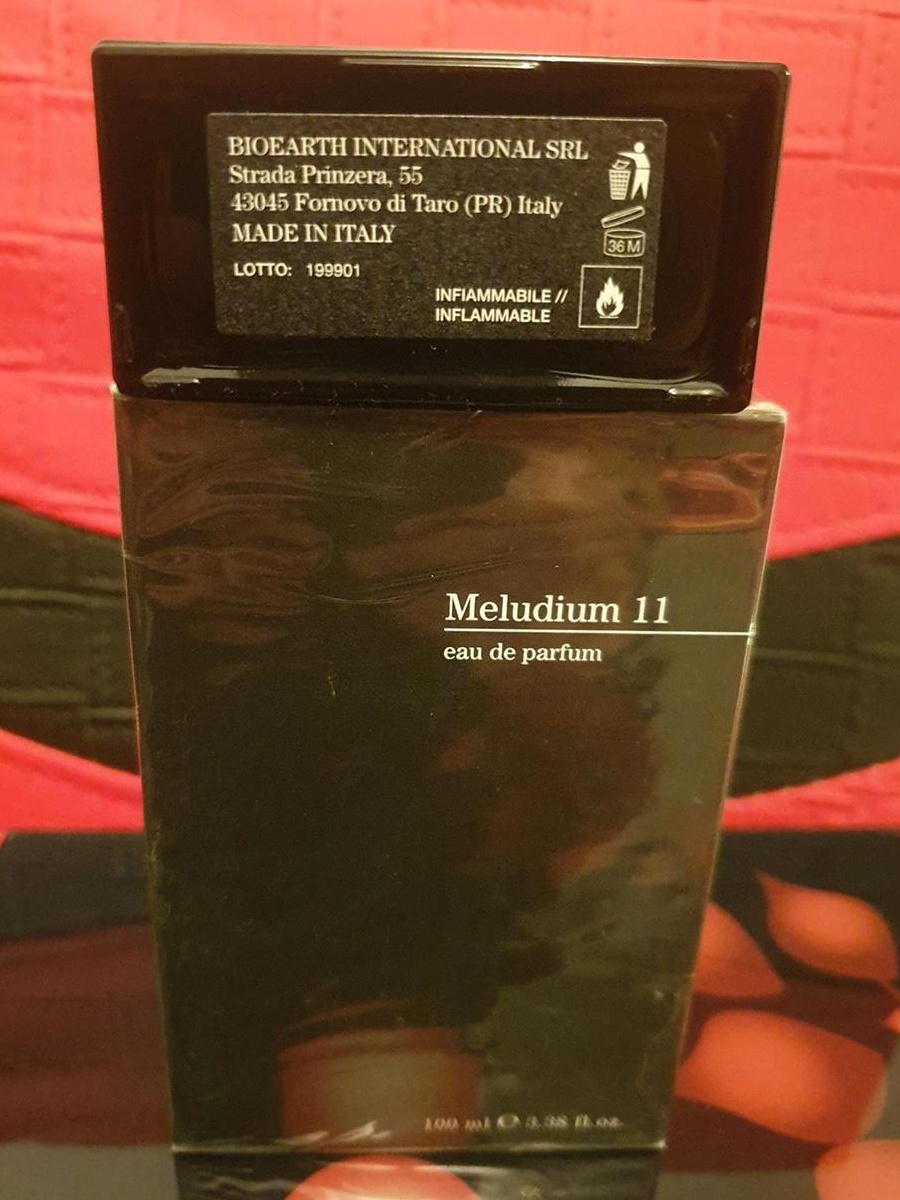 BIOEARTH INTERNATIONAL SRL
Strada Prinzera, 55
43045 Fornovo di Taro (PR) Italy
MADE IN ITALY
36 M
LOTTO: 199901
INFIAMMABILE //
INFLAMMABLE
Meludium 11
eau de parfum
100 ml ℮ 3.38 fl.oz.